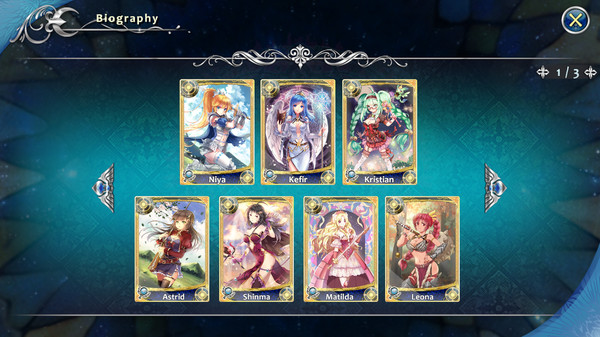 Biography
1 / 3
Niya
Kefir
Kristian
Astrid
Shinma
Matilda
Leona